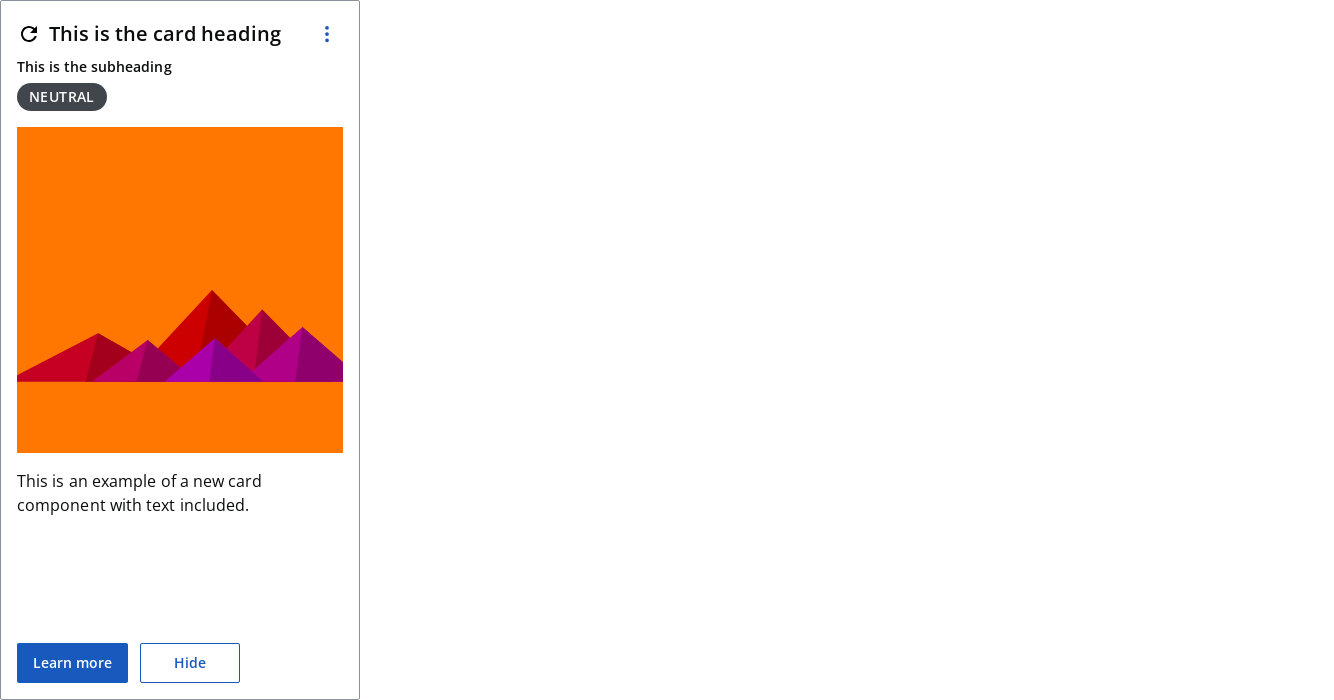 This is the card heading
This is the subheading
NEUTRAL
This is an example of a new card
component with text included.
Learn more
Hide